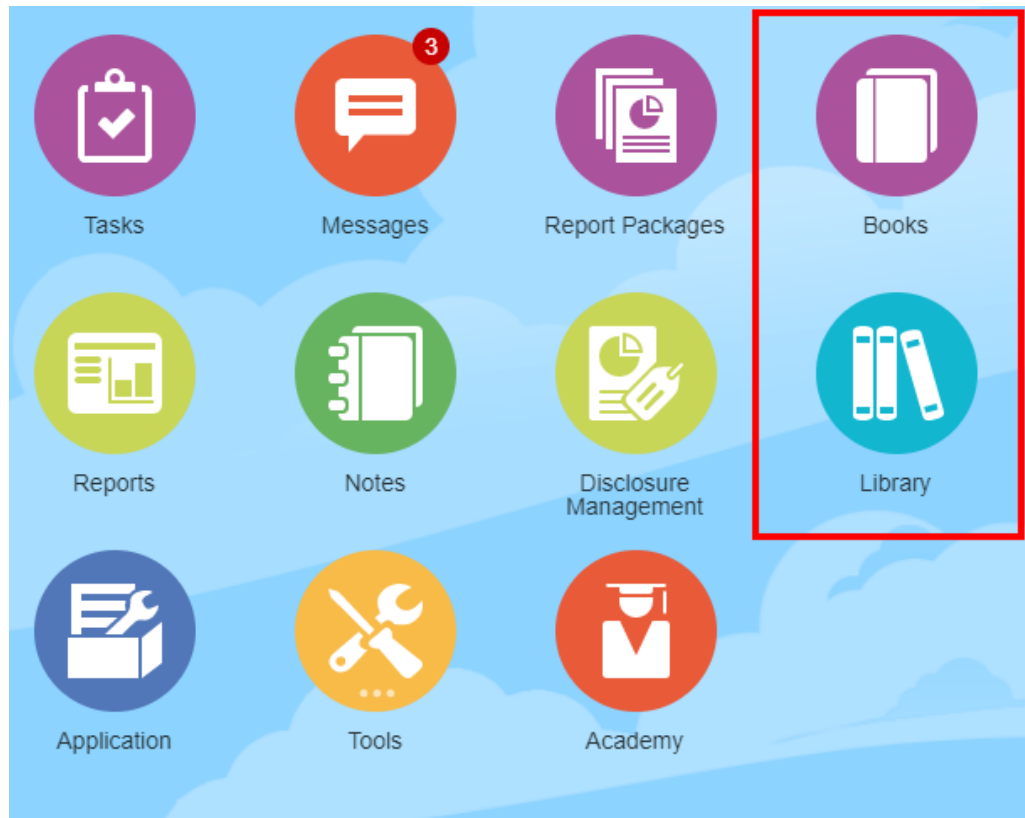 3
Tasks
Messages
Report Packages
Books
Reports
Notes
Disclosure
Management
Library
Application
Tools
Academy